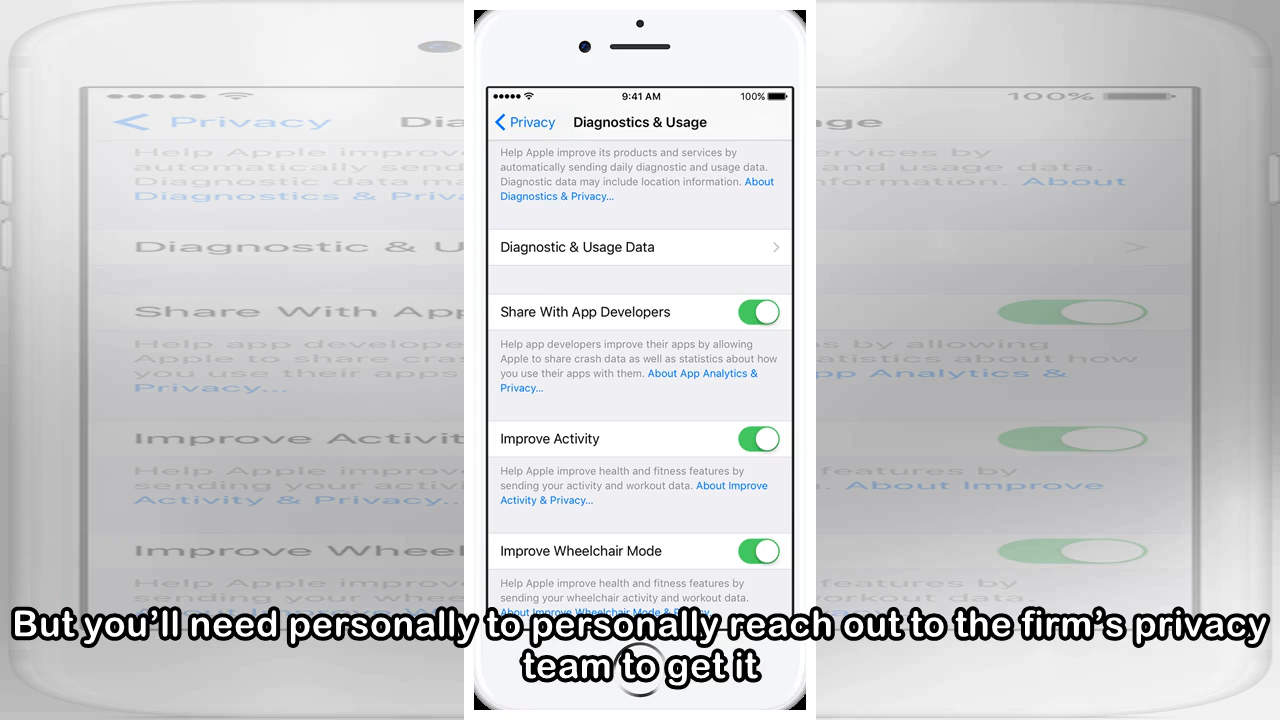 9:41 AM
100%
Privacy
Diagnostics & Usage
Help Apple improve its products and services by
automatically sending daily diagnostic and usage data.
Diagnostic data may include location information. About
Diagnostics & Privacy...
Diagnostic & Usage Data
Share With App Developers
Help app developers improve their apps by allowing
Apple to share crash data as well as statistics about how
you use their apps with them. About App Analytics &
Privacy...
Improve Activity
Help Apple improve health and fitness features by
sending your activity and workout data. About Improve
Activity & Privacy...
Improve Wheelchair Mode
Help Apple improve health and fitness features by
sending your wheelchair activity and workout data.
About Improve Wheelchair Mode & Privacy
But you'll need personally to personally reach out to the firm's privacy
team to get it